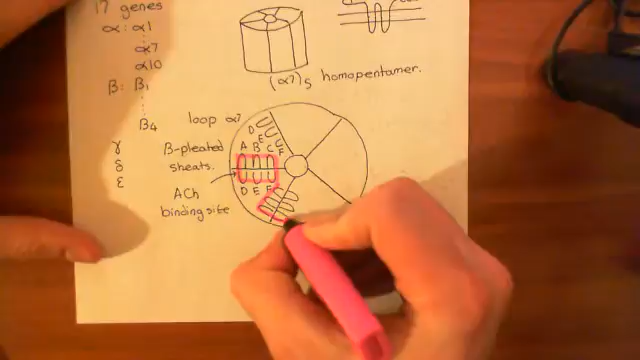 17 genes
α: α1
α7
α10
β: β1
β4
γ
δ
ε
(α7)5 homopentamer.
loop α7
β-pleated
sheats.
ACh
binding site
D
E
C F
A B C
D E F